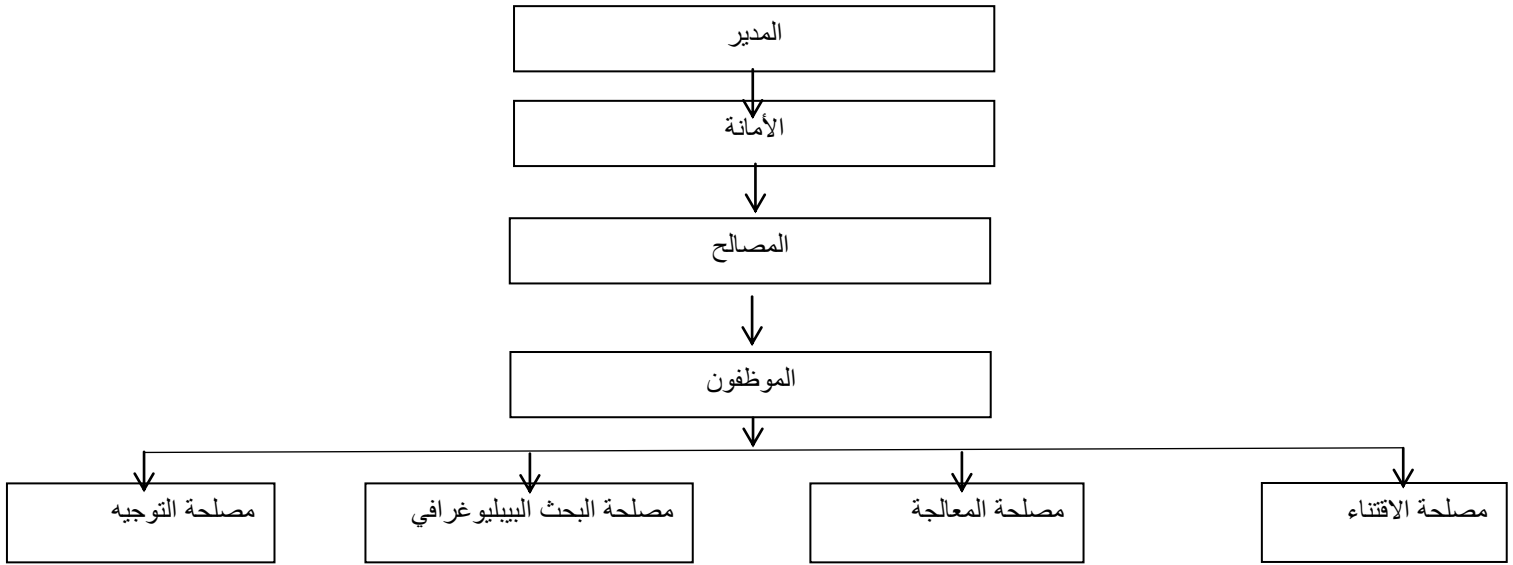 المدير
الأمانة
المصالح
الموظفون
مصلحة الاقتناء
مصلحة المعالجة
مصلحة البحث البيبليوغرافي
مصلحة التوجيه